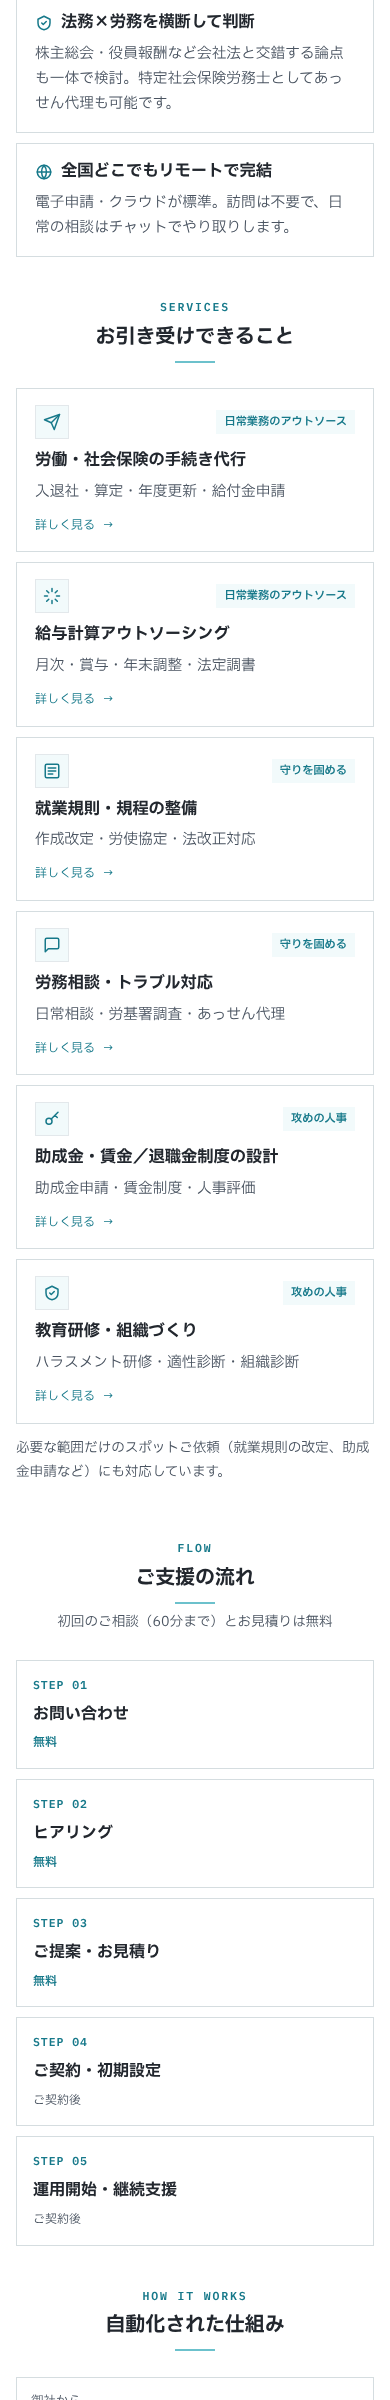 法務×労務を横断して判断
株主総会・役員報酬など会社法と交錯する論点
も一体で検討。特定社会保険労務士としてあっ
せん代理も可能です。
全国どこでもリモートで完結
電子申請・クラウドが標準。訪問は不要で、日
常の相談はチャットでやり取りします。
SERVICES
お引き受けできること
日常業務のアウトソース
労働・社会保険の手続き代行
入退社・算定・年度更新・給付金申請
詳しく見る →
日常業務のアウトソース
給与計算アウトソーシング
月次・賞与・年末調整・法定調書
詳しく見る →
守りを固める
就業規則・規程の整備
作成改定・労使協定・法改正対応
詳しく見る →
守りを固める
労務相談・トラブル対応
日常相談・労基署調査・あっせん代理
詳しく見る →
攻めの人事
助成金・賃金／退職金制度の設計
助成金申請・賃金制度・人事評価
詳しく見る →
攻めの人事
教育研修・組織づくり
ハラスメント研修・適性診断・組織診断
詳しく見る →
必要な範囲だけのスポットご依頼（就業規則の改定、助成
金申請など）にも対応しています。
FLOW
ご支援の流れ
初回のご相談（60分まで）とお見積りは無料
STEP 01
お問い合わせ
無料
STEP 02
ヒアリング
無料
STEP 03
ご提案・お見積り
無料
STEP 04
ご契約・初期設定
ご契約後
STEP 05
運用開始・継続支援
ご契約後
HOW IT WORKS
自動化された仕組み
御社から